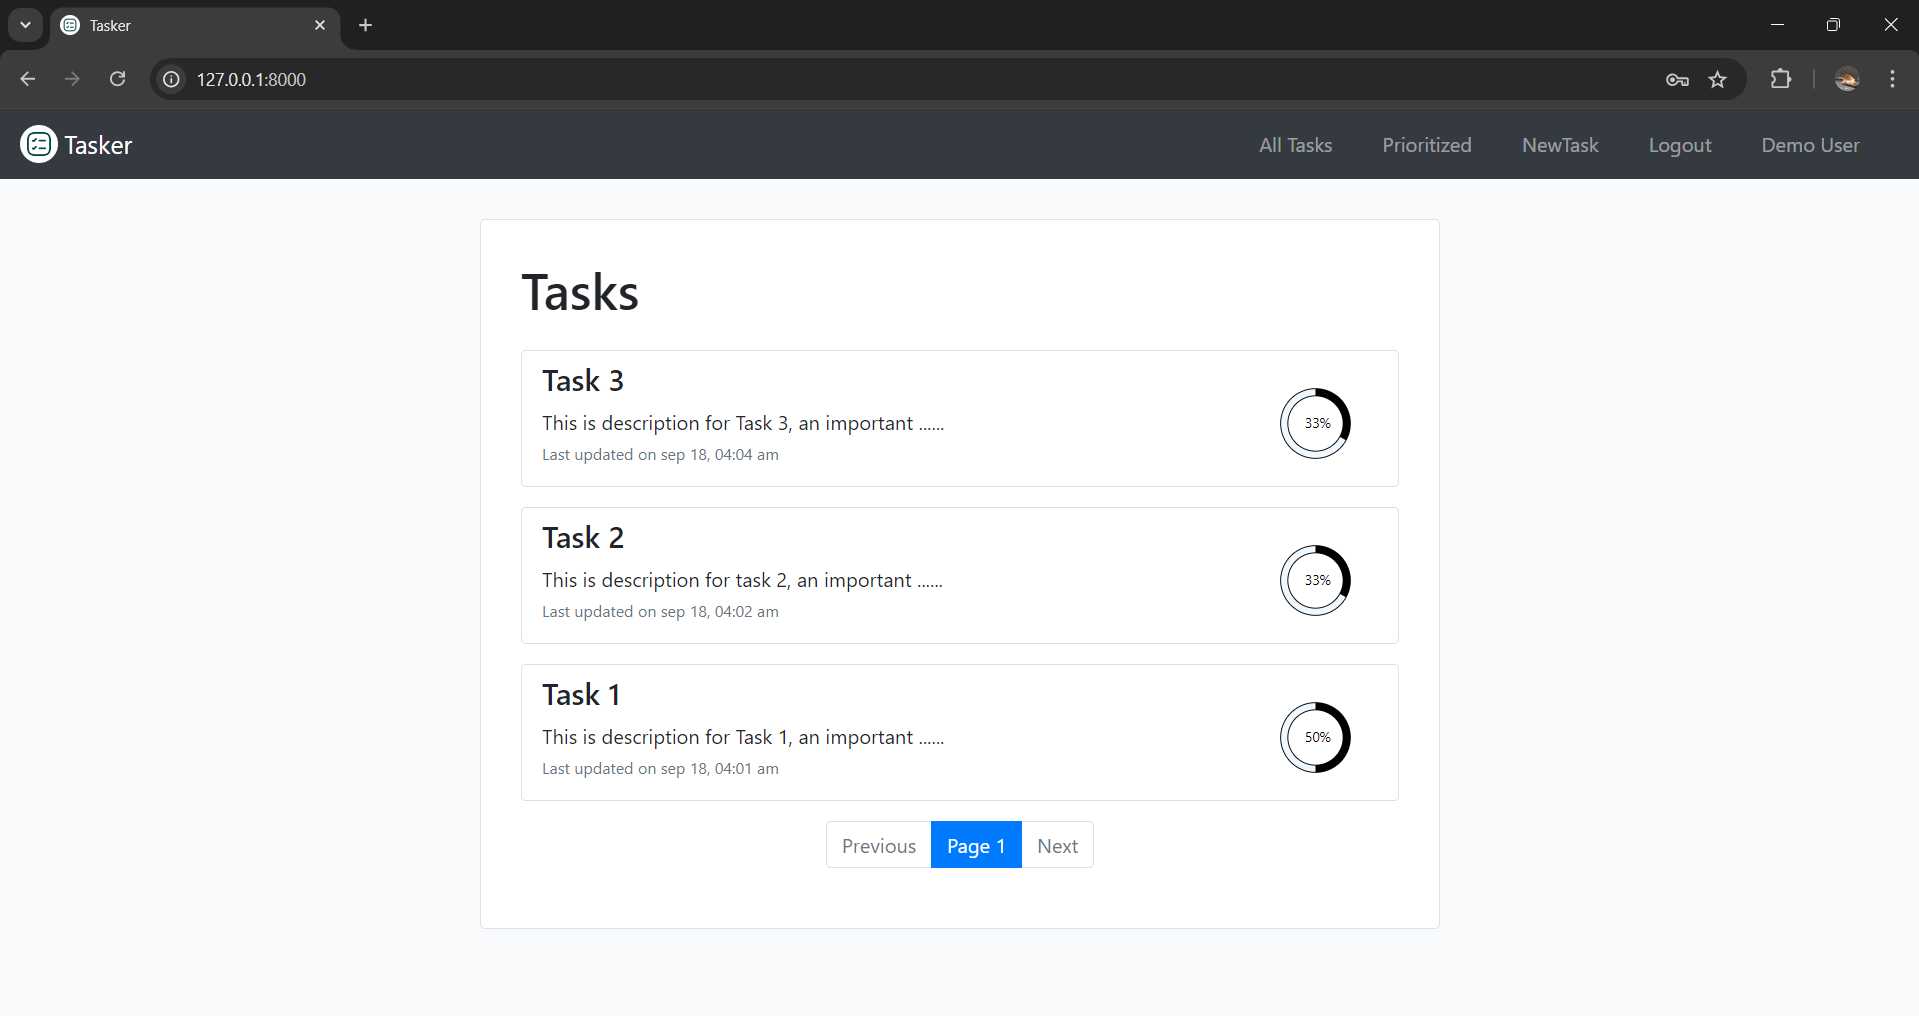 Tasker
127.0.0.1:8000
Tasker All Tasks Prioritized NewTask Logout Demo User
Tasks
Task 3
This is description for Task 3, an important ......
Last updated on sep 18, 04:04 am
33%
Task 2
This is description for task 2, an important ......
Last updated on sep 18, 04:02 am
33%
Task 1
This is description for Task 1, an important ......
Last updated on sep 18, 04:01 am
50%
Previous Page 1 Next